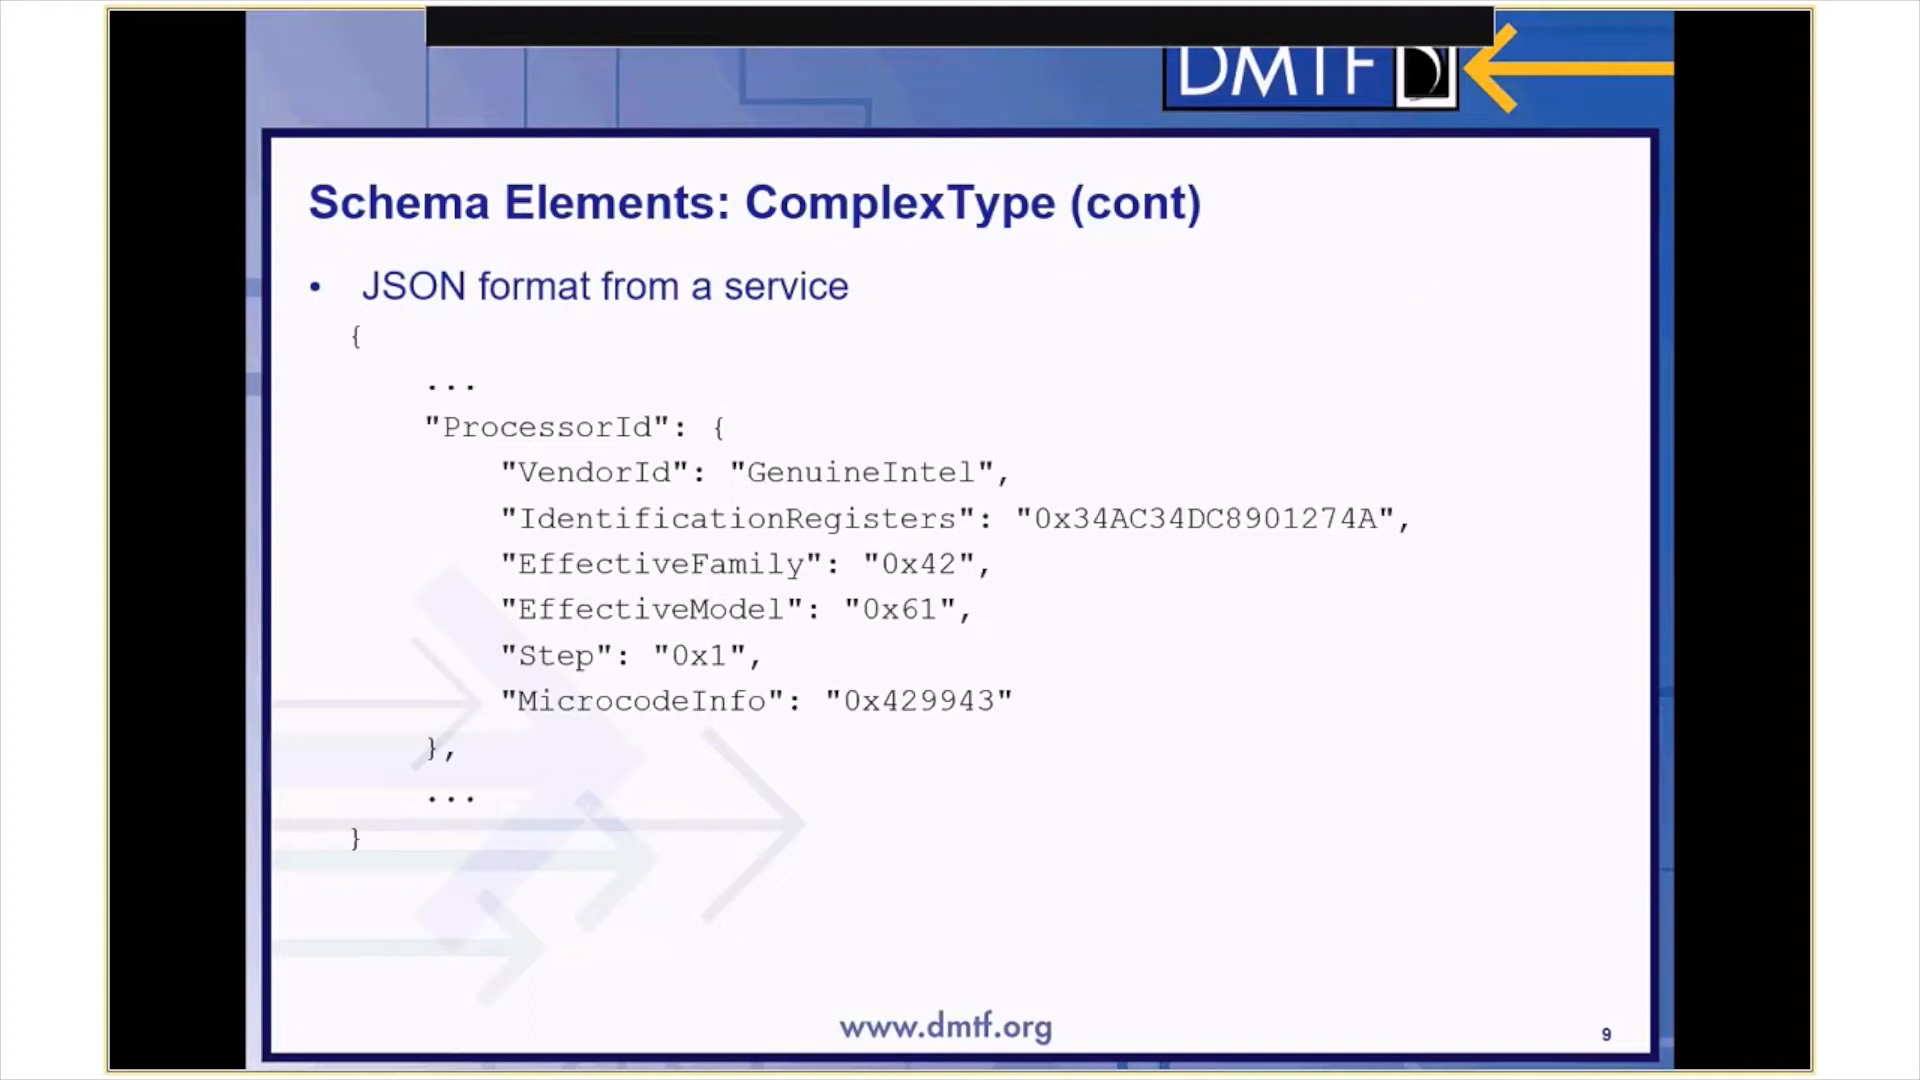 DMTF
Schema Elements: ComplexType (cont)
• JSON format from a service
{
...
"ProcessorId": {
"VendorId": "GenuineIntel",
"IdentificationRegisters": "0x34AC34DC8901274A",
"EffectiveFamily": "0x42",
"EffectiveModel": "0x61",
"Step": "0x1",
"MicrocodeInfo": "0x429943"
},
...
}
www.dmtf.org
9